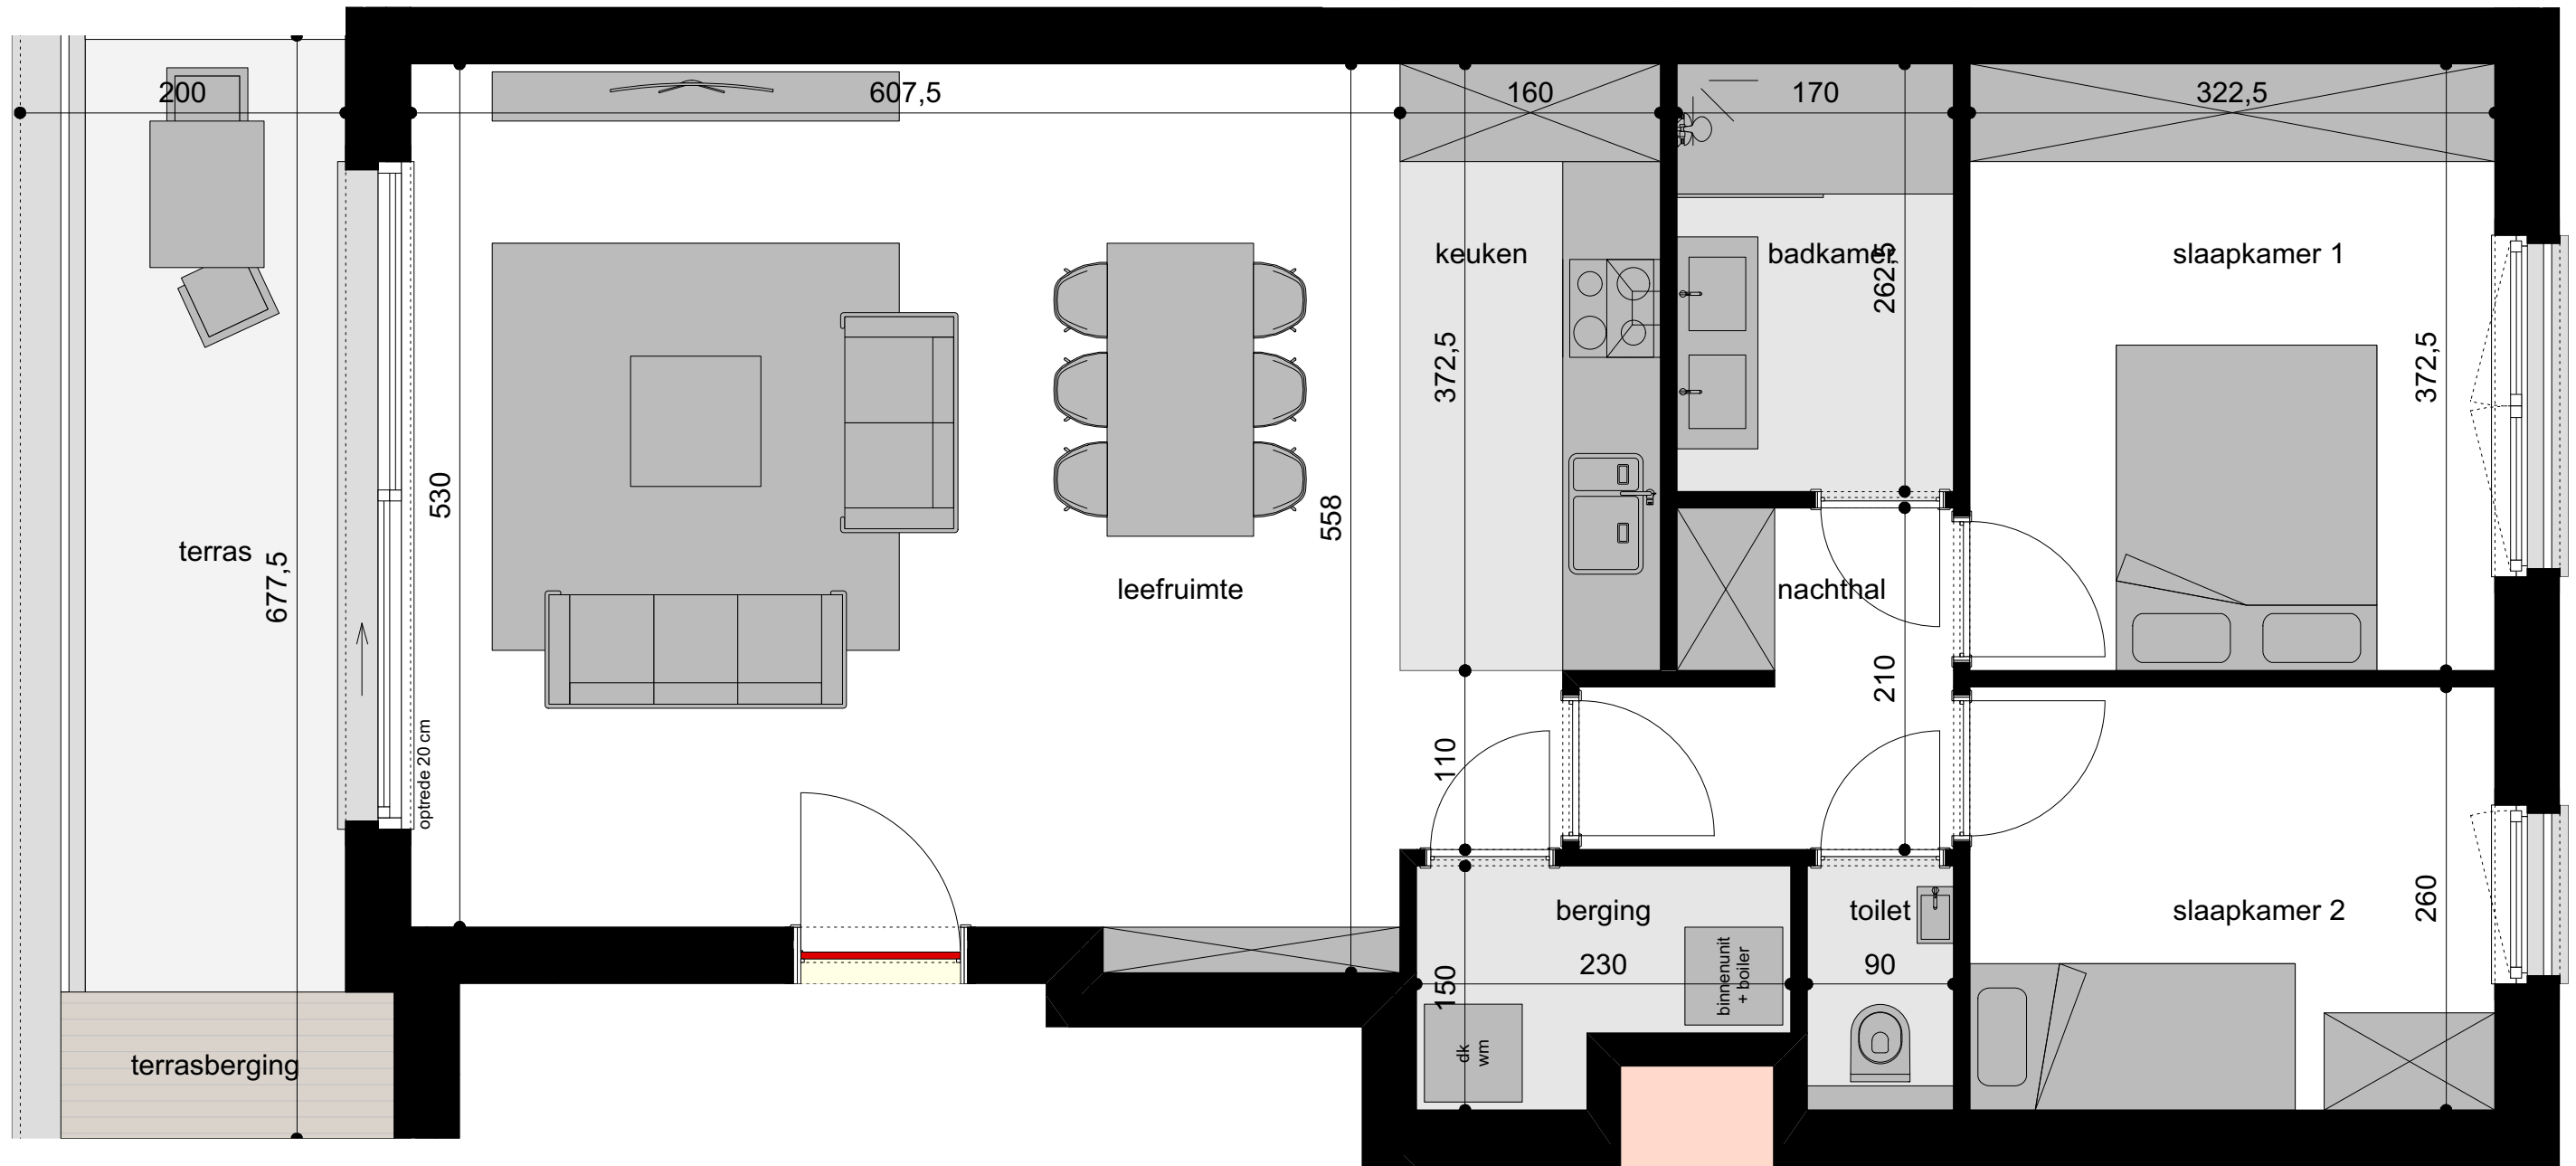 200
607,5
160
170
322,5
keuken
badkamer
262,5
slaapkamer 1
372,5
372,5
530
558
terras
677,5
leefruimte
nachthal
210
optrede 20 cm
110
berging
toilet
slaapkamer 2
260
230
90
150
binnenunit
+ boiler
dk
wm
terrasberging